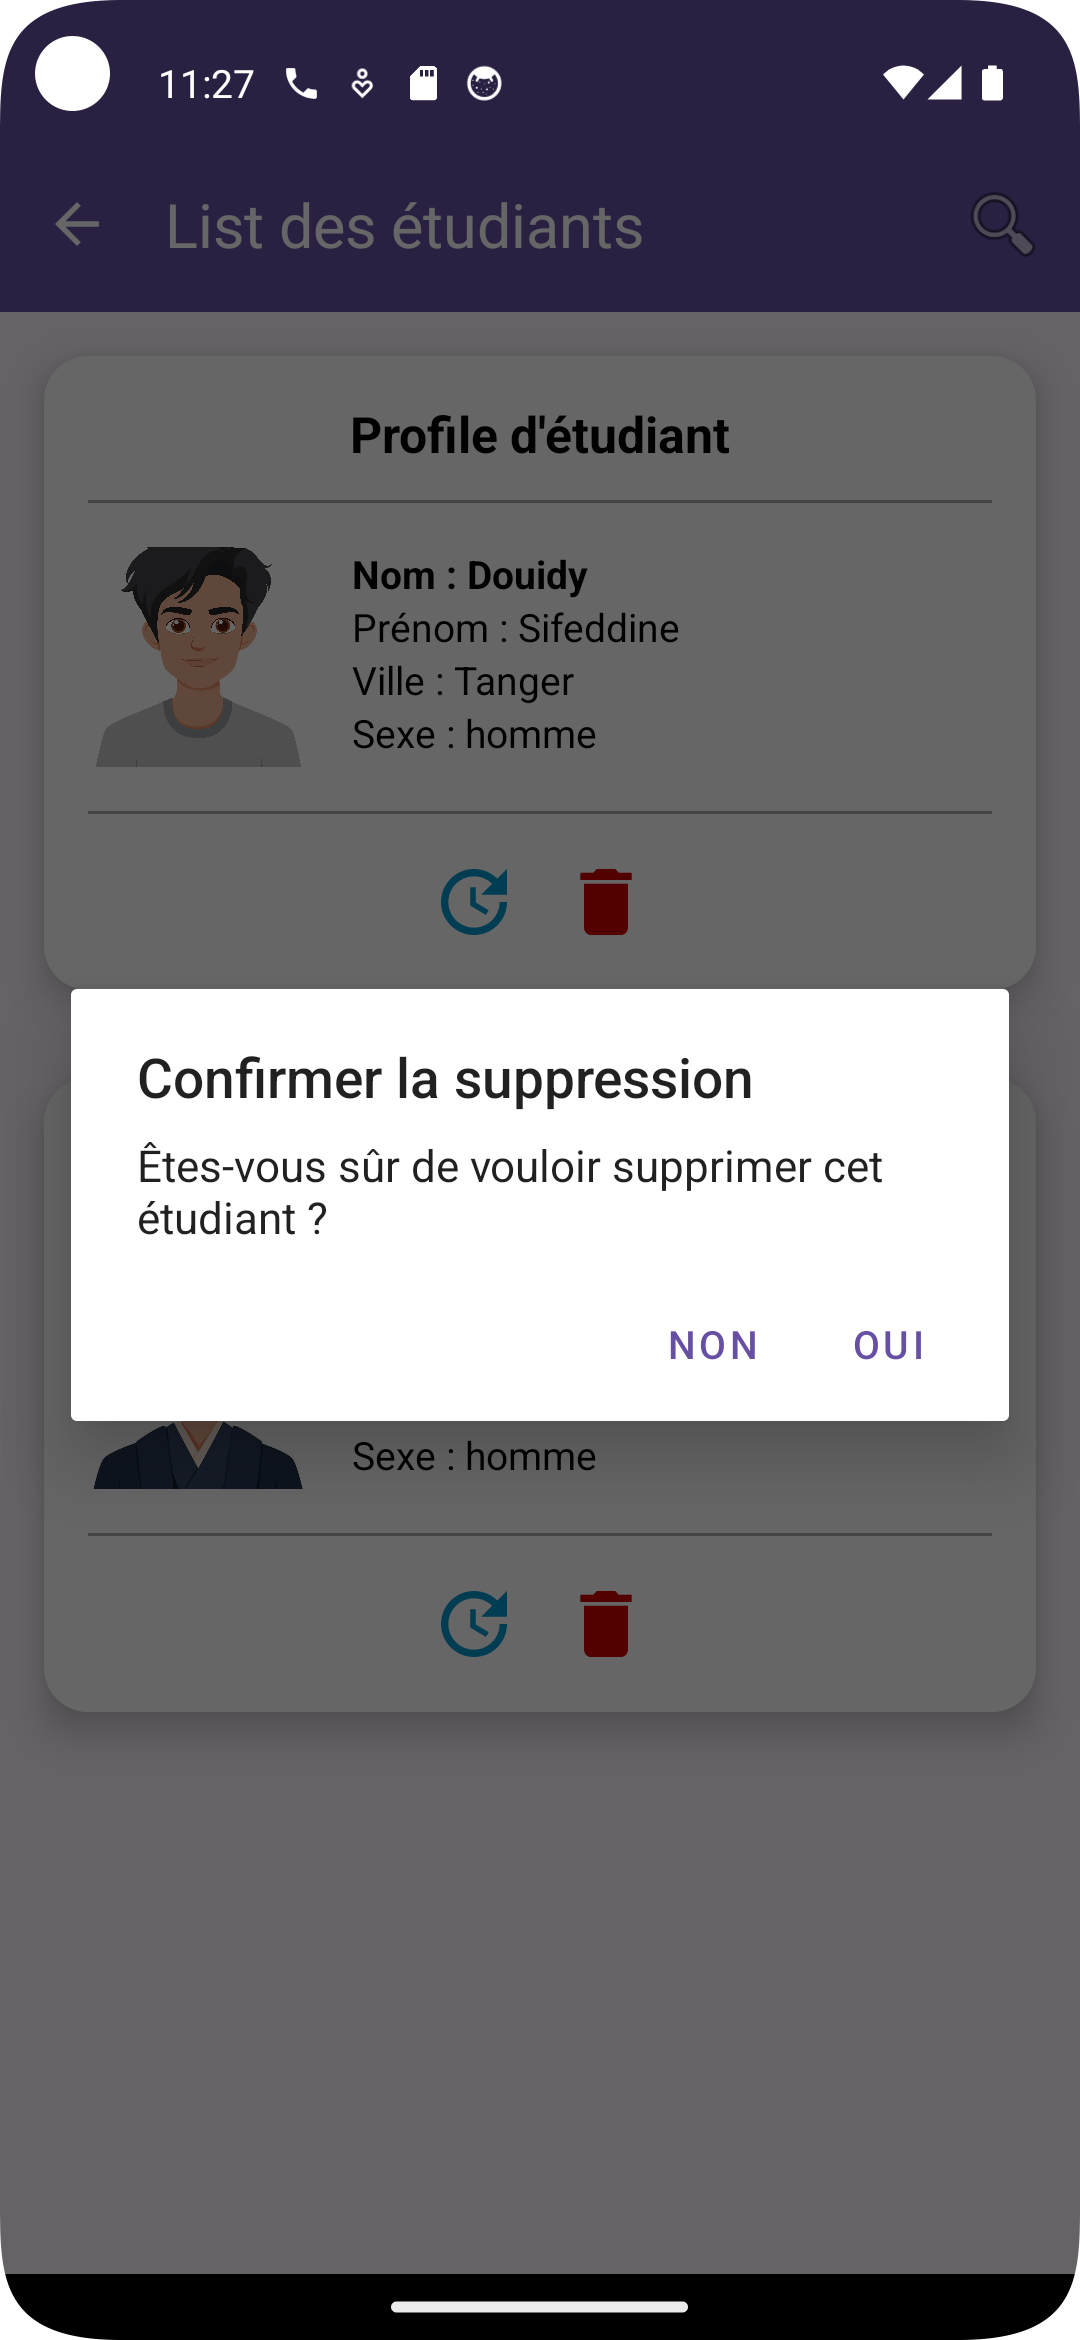 11:27
List des étudiants
Profile d'étudiant
Nom : Douidy
Prénom : Sifeddine
Ville : Tanger
Sexe : homme
Confirmer la suppression
Êtes-vous sûr de vouloir supprimer cet
étudiant ?
NON OUI
Sexe : homme